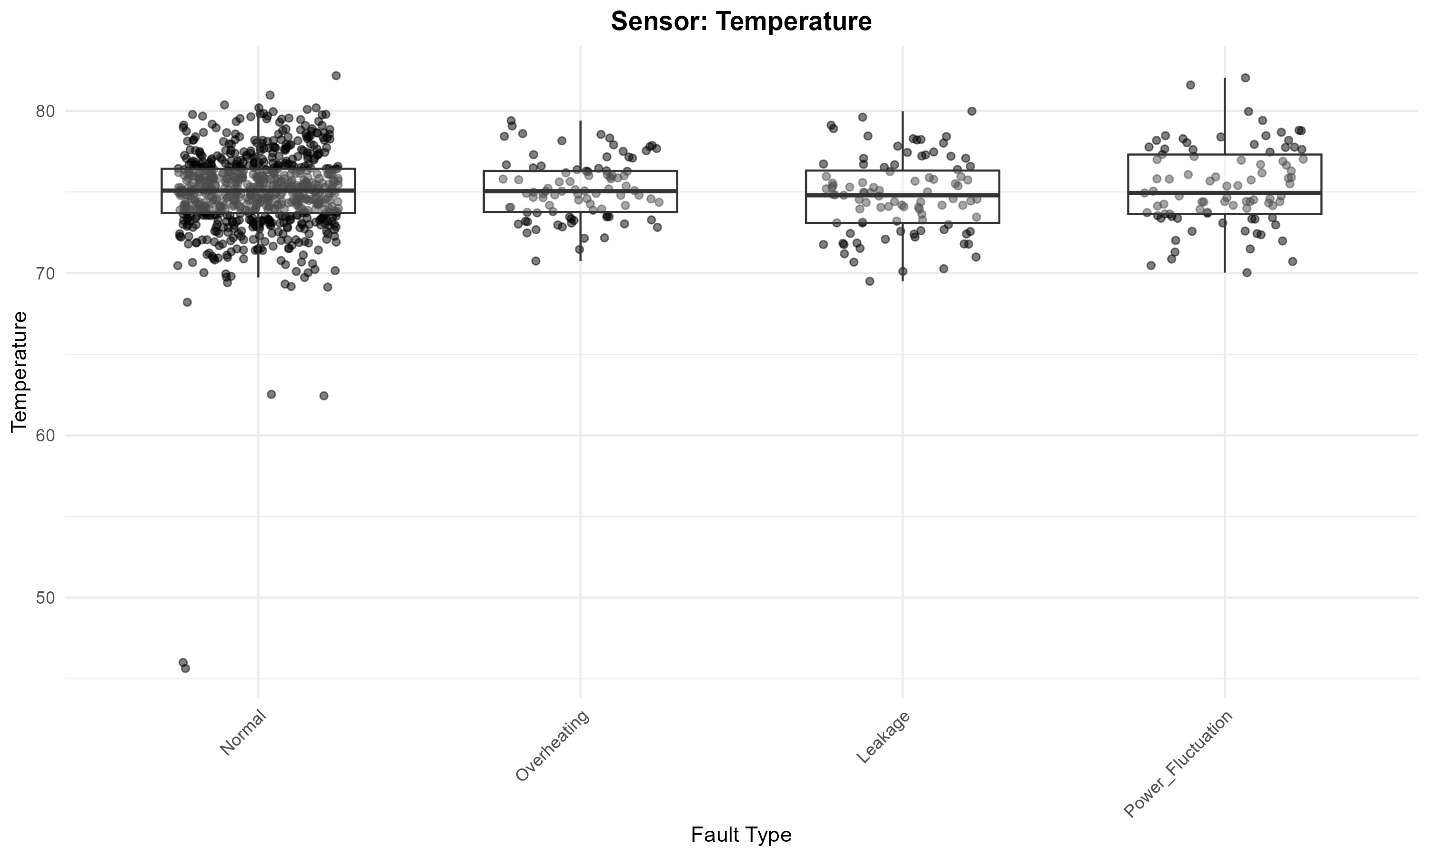 Sensor: Temperature
Temperature
80
70
60
50
Normal
Overheating
Leakage
Power_Fluctuation
Fault Type